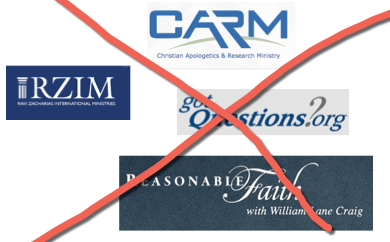 CARM
Christian Apologetics & Research Ministry
RZIM
RAVI ZACHARIAS INTERNATIONAL MINISTRIES
got
Questions?.org
REASONABLE Faith
with William Lane Craig